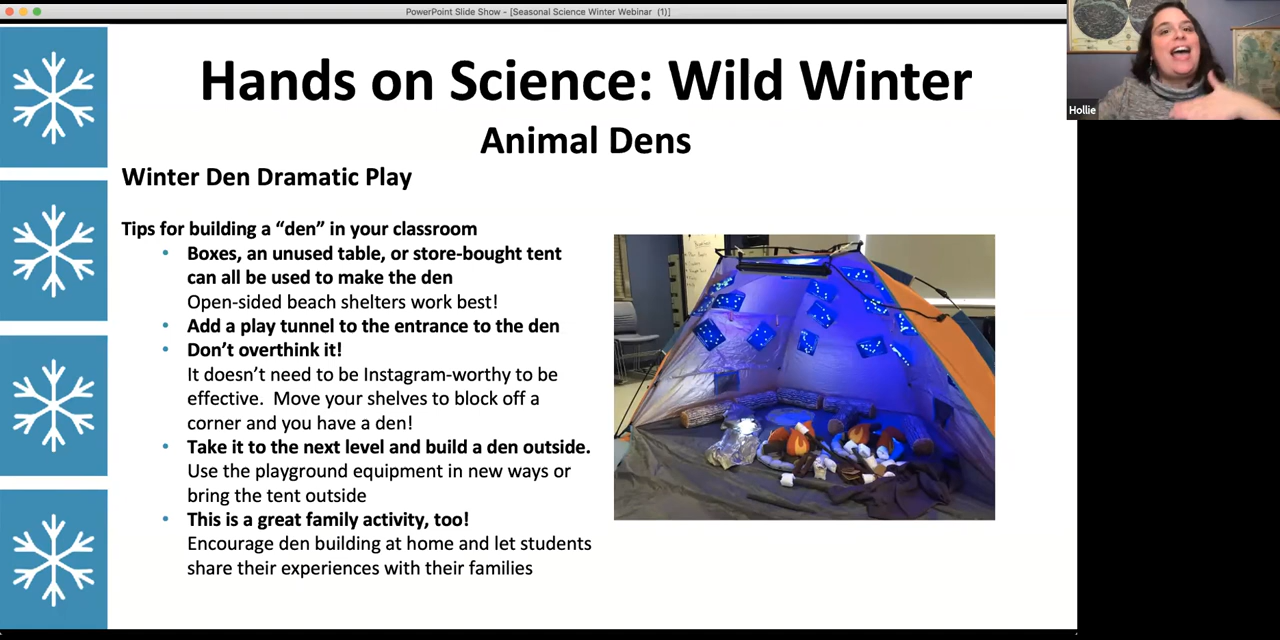 PowerPoint Slide Show - [Seasonal Science Winter Webinar (1)]
Hollie
Hands on Science: Wild Winter
Animal Dens
Winter Den Dramatic Play
Tips for building a “den” in your classroom
• Boxes, an unused table, or store-bought tent
can all be used to make the den
Open-sided beach shelters work best!
• Add a play tunnel to the entrance to the den
• Don’t overthink it!
It doesn’t need to be Instagram-worthy to be
effective. Move your shelves to block off a
corner and you have a den!
• Take it to the next level and build a den outside.
Use the playground equipment in new ways or
bring the tent outside
• This is a great family activity, too!
Encourage den building at home and let students
share their experiences with their families